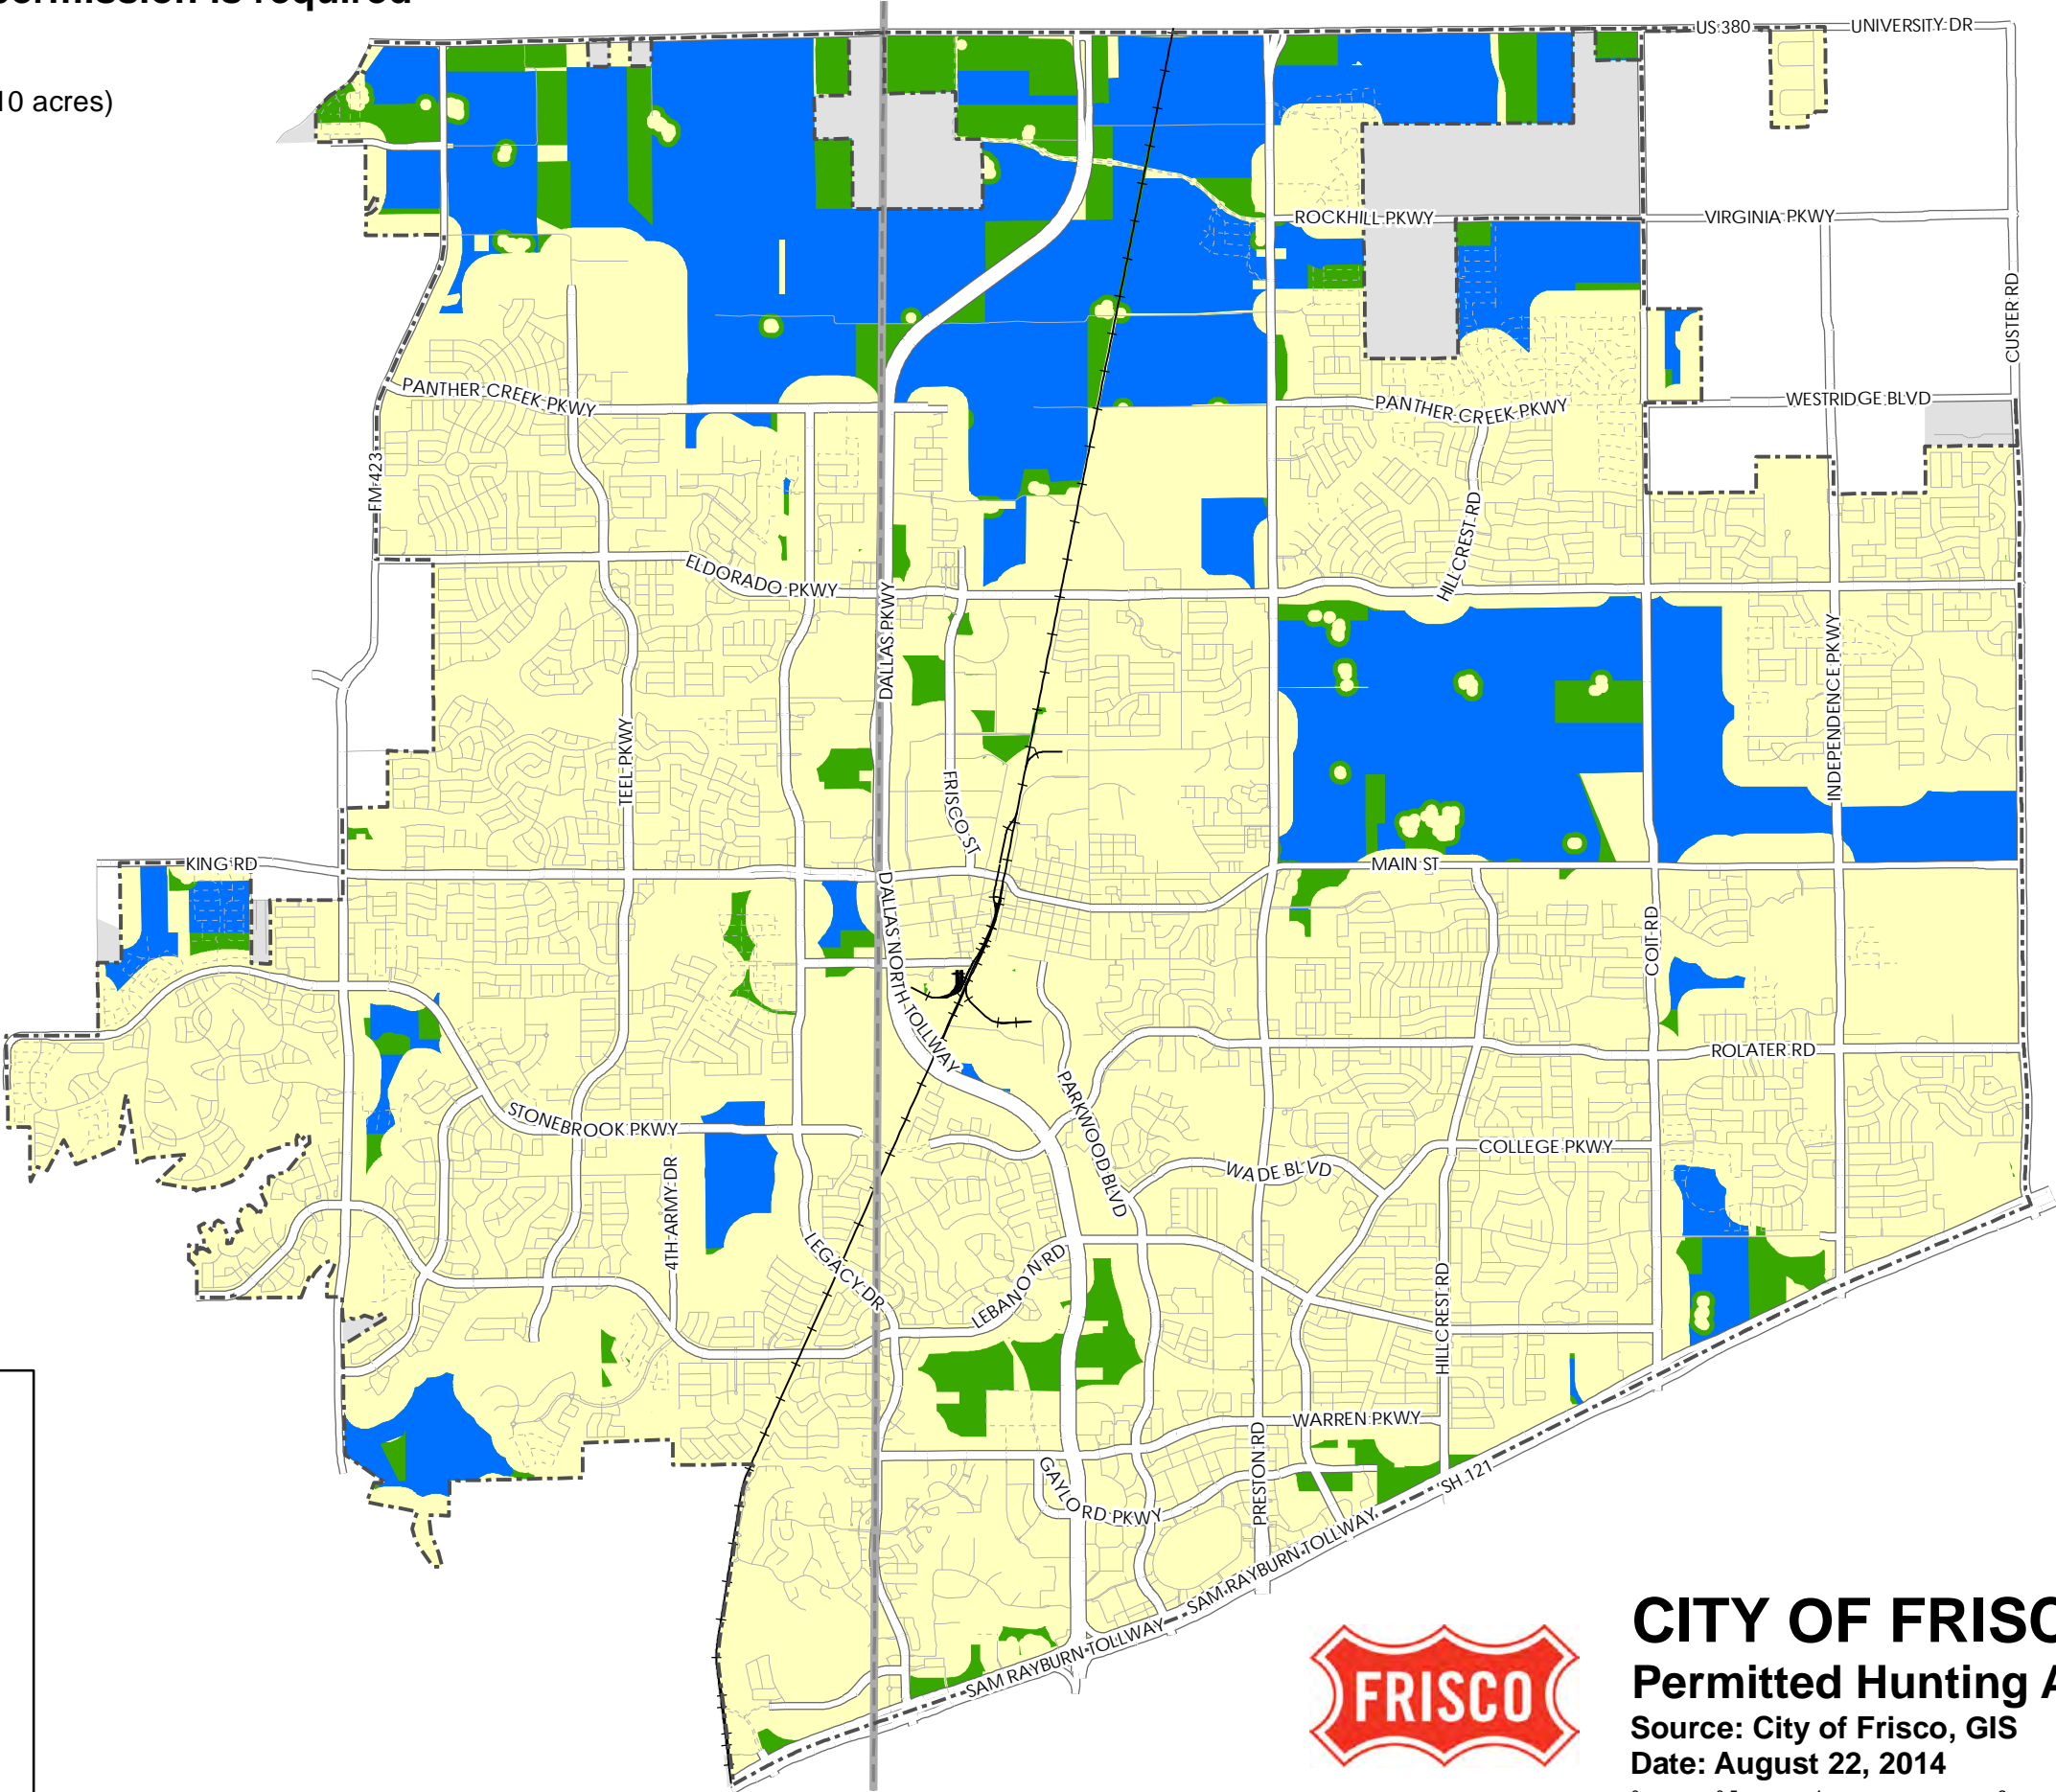 permission is required
10 acres)
US 380
UNIVERSITY DR
ROCKHILL PKWY
VIRGINIA PKWY
CUSTER RD
PANTHER CREEK PKWY
PANTHER CREEK PKWY
WESTRIDGE BLVD
FM 423
HILLCREST RD
ELDORADO PKWY
DALLAS PKWY
INDEPENDENCE PKWY
TEEL PKWY
FRISCO ST
KING RD
MAIN ST
DALLAS NORTH TOLLWAY
COIT RD
ROLATER RD
PARKWOOD BLVD
STONEBROOK PKWY
COLLEGE PKWY
WADE BLVD
4TH ARMY DR
LEGACY DR
LEBANON RD
HILLCREST RD
WARREN PKWY
PRESTON RD
GAYLORD PKWY
SH 121
SAM RAYBURN TOLLWAY
SAM RAYBURN TOLLWAY
FRISCO
CITY OF FRISC
Permitted Hunting A
Source: City of Frisco, GIS
Date: August 22, 2014